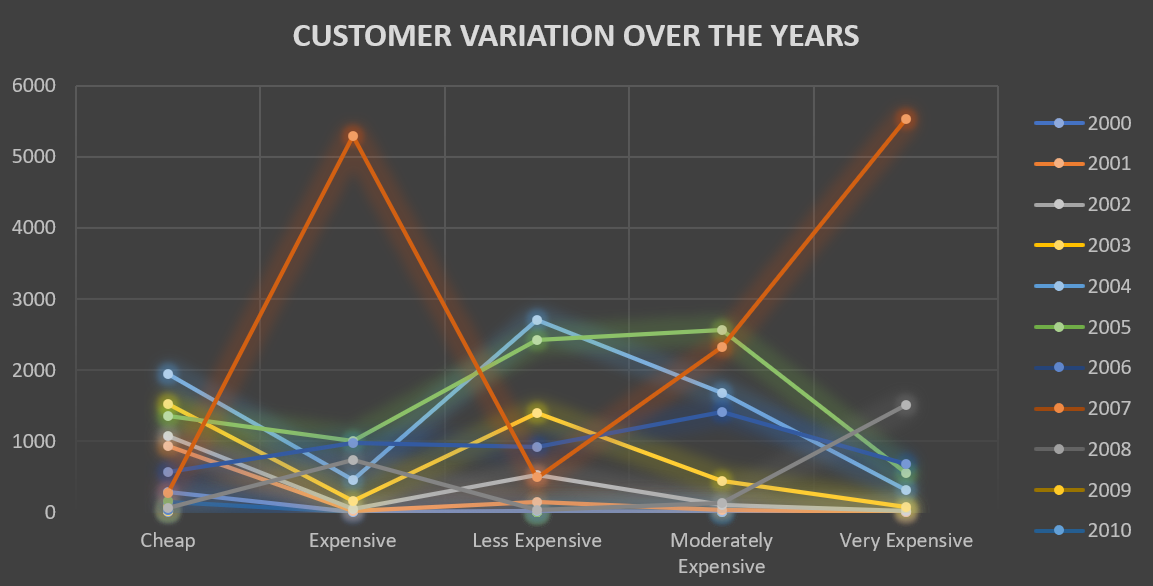 CUSTOMER VARIATION OVER THE YEARS
6000
5000
4000
3000
2000
1000
0
Cheap
Expensive
Less Expensive
Moderately
Expensive
Very Expensive
2000
2001
2002
2003
2004
2005
2006
2007
2008
2009
2010